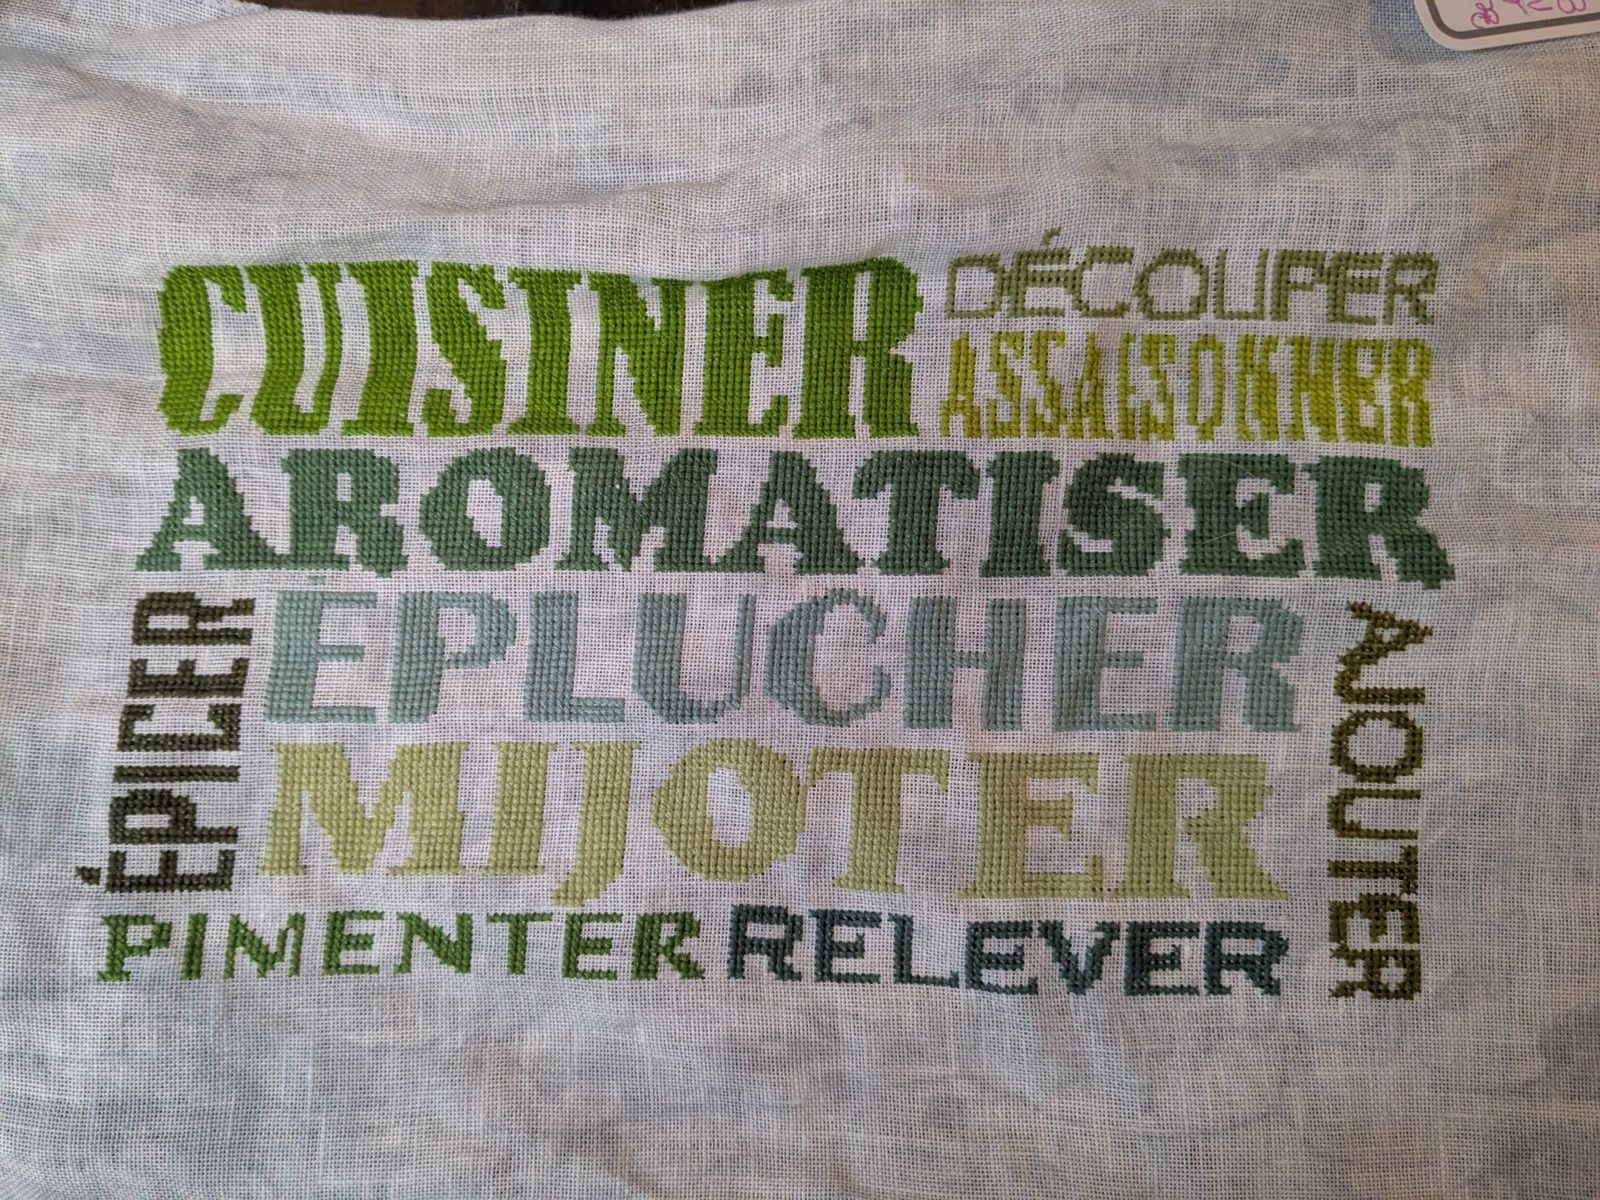 CUISINER
DÉCOUPER
ASSAISONNER
AROMATISER
ÉPICER
ÉPLUCHER
AJOUTER
MIJOTER
PIMENTER RELEVER